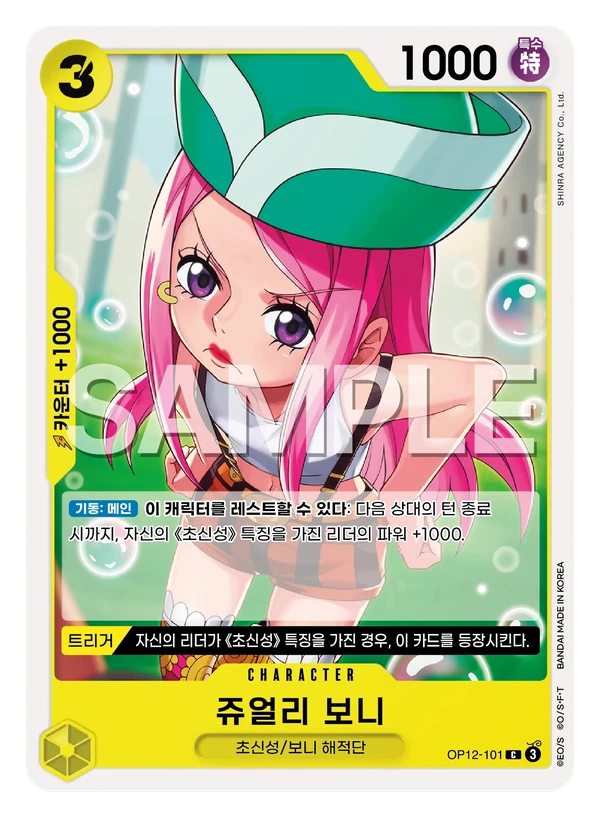 3
1000
특수
特
SHINRA AGENCY Co., Ltd.
카운터 +1000
SAMPLE
기동: 메인 이 캐릭터를 레스트할 수 있다: 다음 상대의 턴 종료
시까지, 자신의 《초신성》 특징을 가진 리더의 파워 +1000.
트리거 자신의 리더가 《초신성》 특징을 가진 경우, 이 카드를 등장시킨다.
CHARACTER
쥬얼리 보니
초신성/보니 해적단
OP12-101 C 3
©EO/S ©O/S·F·T BANDAI MADE IN KOREA